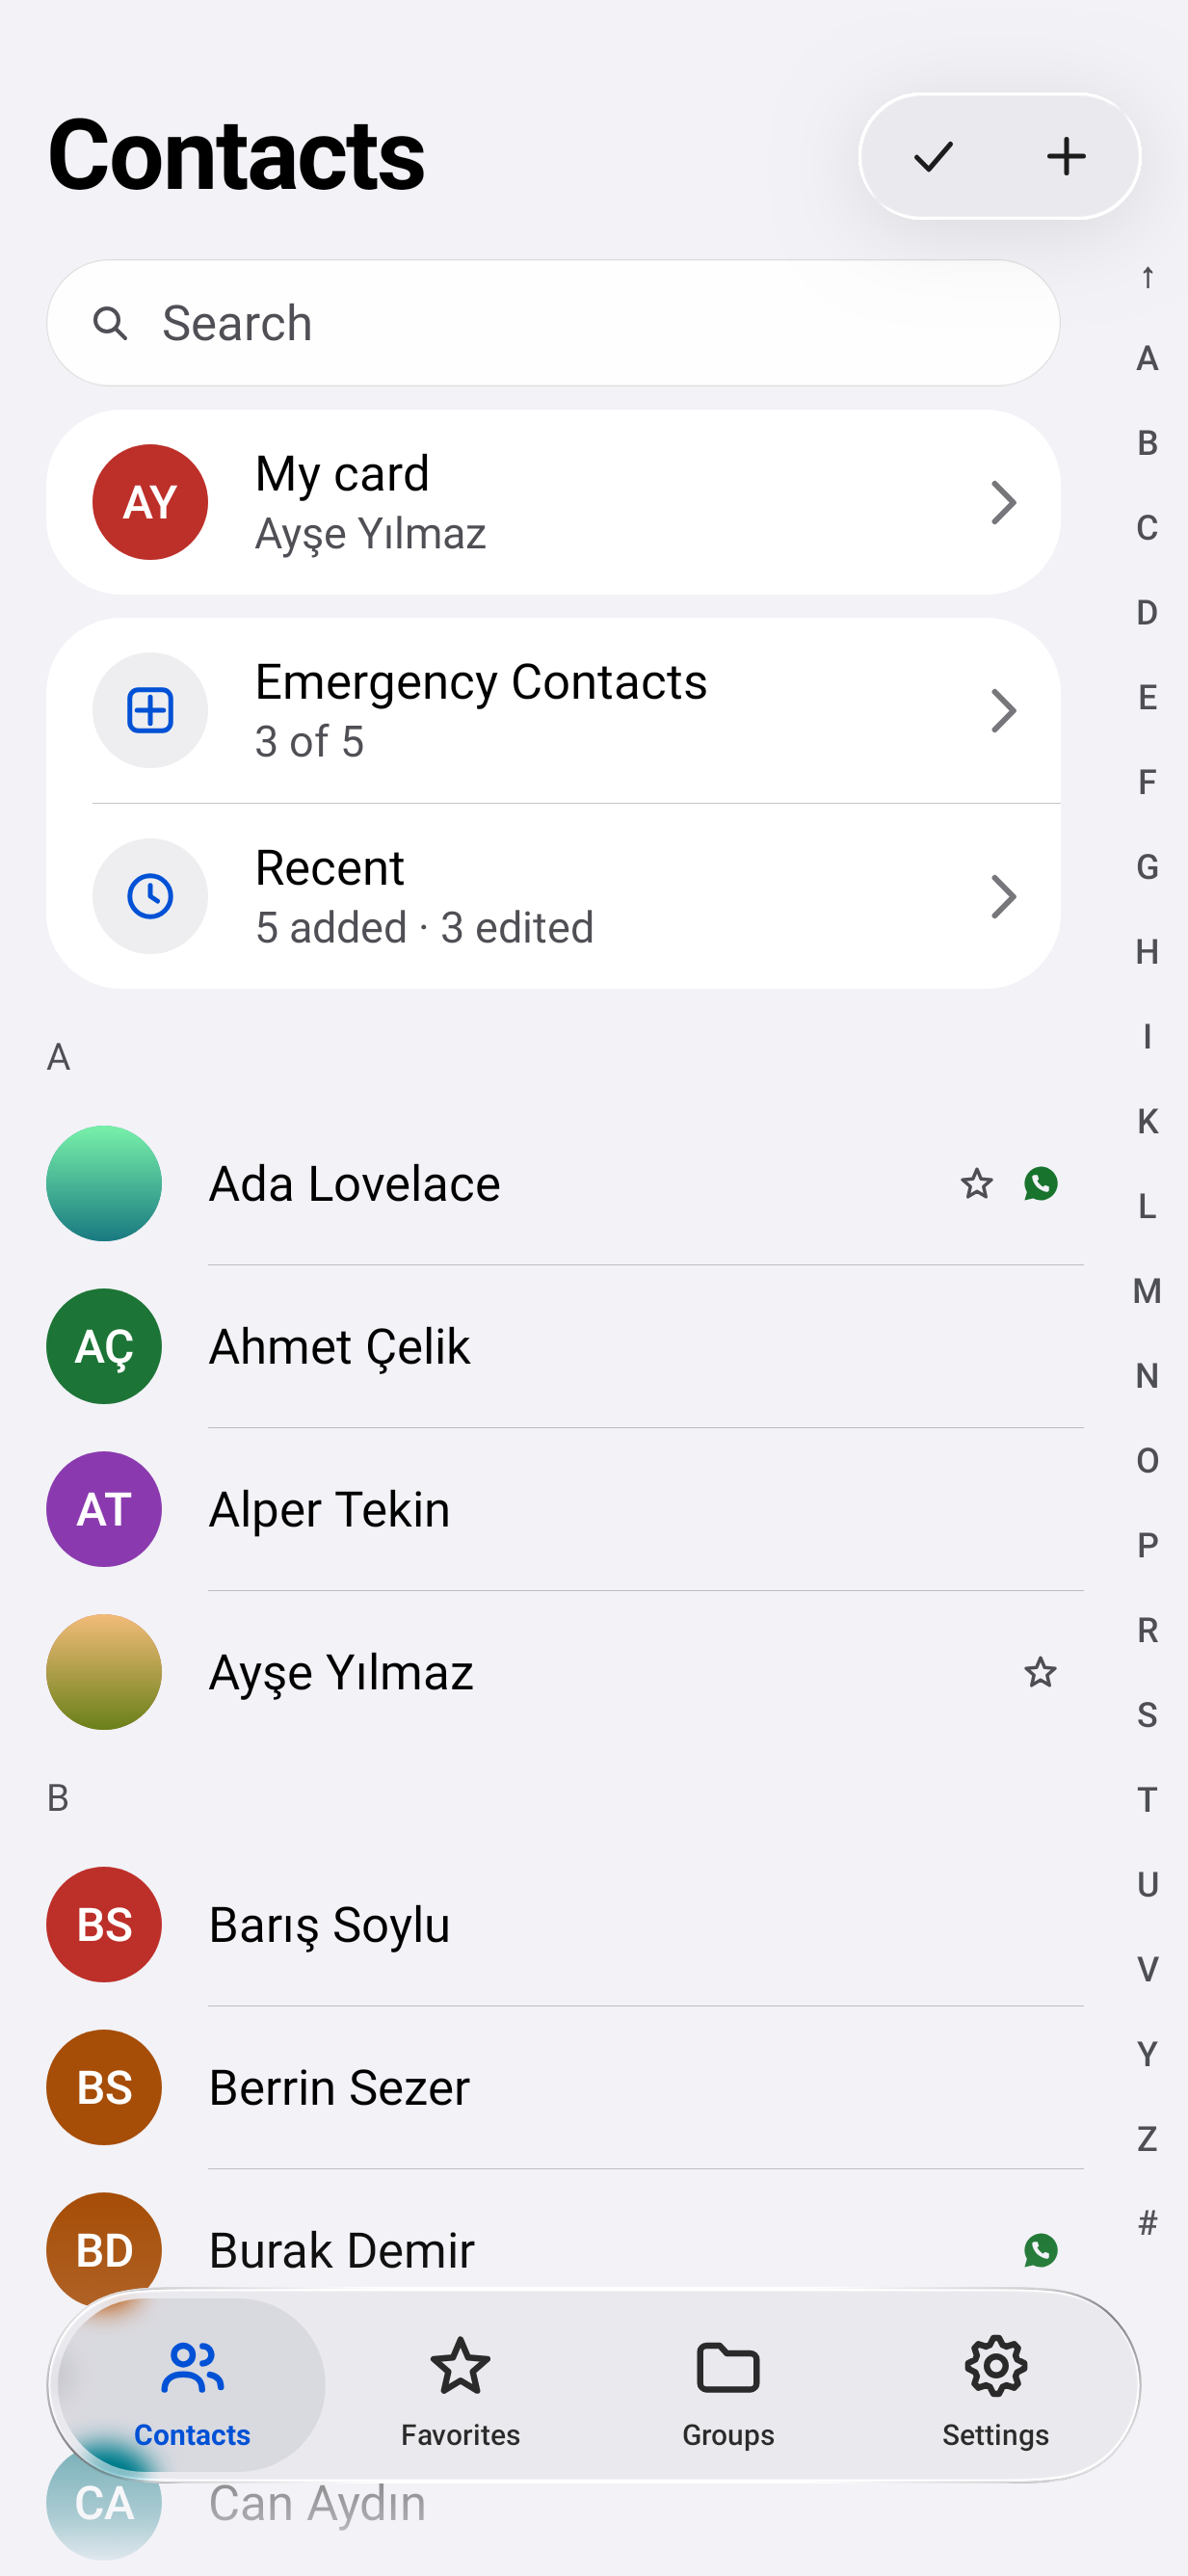 Contacts
Search
↑
A
B
C
D
E
F
G
H
I
K
L
M
N
O
P
R
S
T
U
V
Y
Z
#
AY
My card
Ayşe Yılmaz
Emergency Contacts
3 of 5
Recent
5 added · 3 edited
A
Ada Lovelace
AÇ
Ahmet Çelik
AT
Alper Tekin
Ayşe Yılmaz
B
BS
Barış Soylu
BS
Berrin Sezer
BD
Burak Demir
CA
Can Aydın
Contacts
Favorites
Groups
Settings